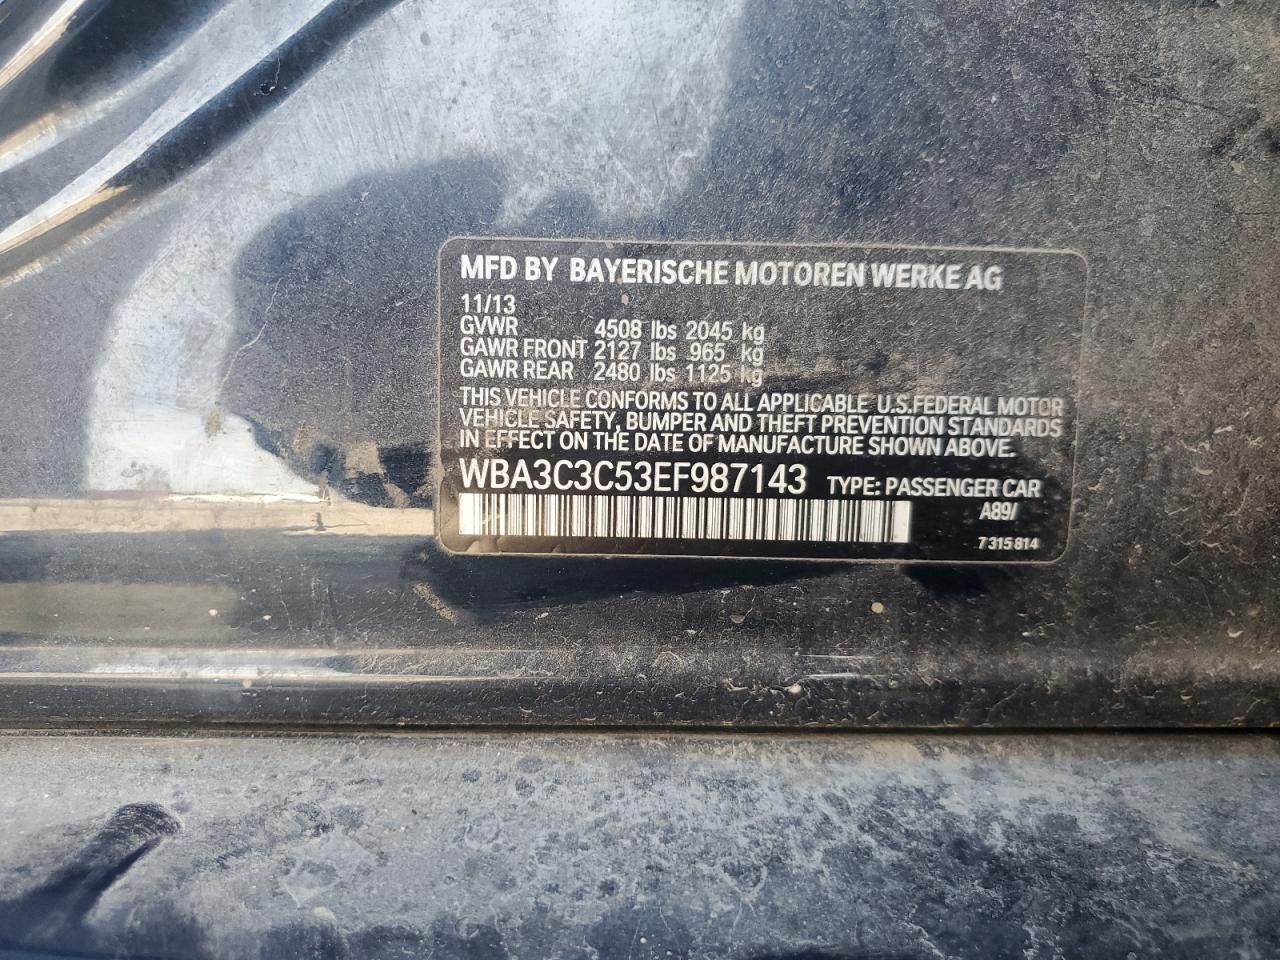 MFD BY BAYERISCHE MOTOREN WERKE AG
11/13
GVWR 4508 lbs 2045 kg
GAWR FRONT 2127 lbs 965 kg
GAWR REAR 2480 lbs 1125 kg
THIS VEHICLE CONFORMS TO ALL APPLICABLE U.S.FEDERAL MOTOR
VEHICLE SAFETY, BUMPER AND THEFT PREVENTION STANDARDS
IN EFFECT ON THE DATE OF MANUFACTURE SHOWN ABOVE.
WBA3C3C53EF987143 TYPE: PASSENGER CAR
A89/
7 315 814